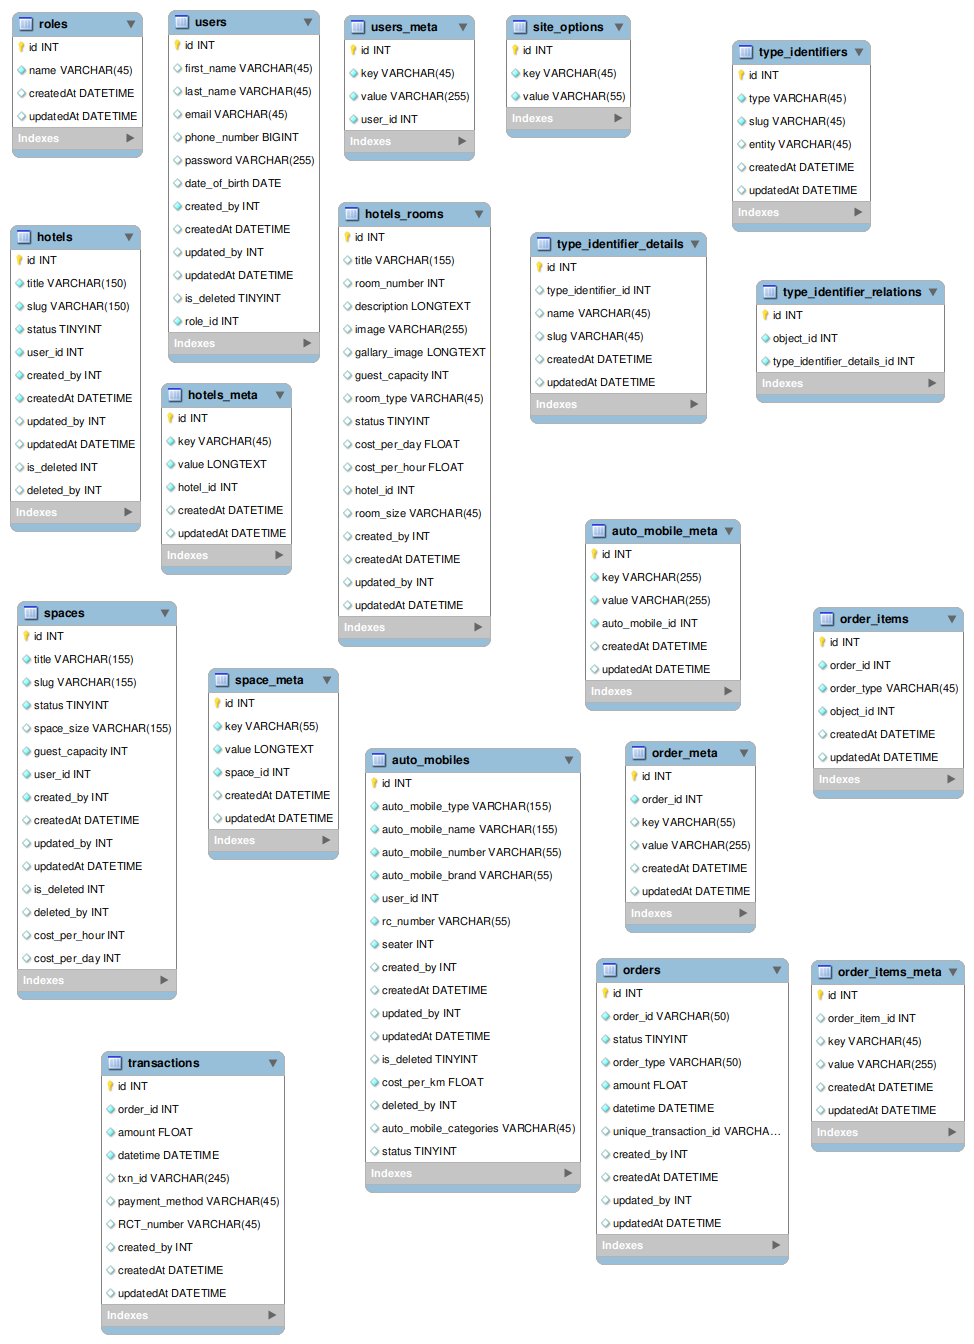 roles
id INT
name VARCHAR(45)
createdAt DATETIME
updatedAt DATETIME
Indexes
users
id INT
first_name VARCHAR(45)
last_name VARCHAR(45)
email VARCHAR(45)
phone_number BIGINT
password VARCHAR(255)
date_of_birth DATE
created_by INT
createdAt DATETIME
updated_by INT
updatedAt DATETIME
is_deleted TINYINT
role_id INT
Indexes
users_meta
id INT
key VARCHAR(45)
value VARCHAR(255)
user_id INT
Indexes
site_options
id INT
key VARCHAR(45)
value VARCHAR(55)
Indexes
type_identifiers
id INT
type VARCHAR(45)
slug VARCHAR(45)
entity VARCHAR(45)
createdAt DATETIME
updatedAt DATETIME
Indexes
hotels
id INT
title VARCHAR(150)
slug VARCHAR(150)
status TINYINT
user_id INT
created_by INT
createdAt DATETIME
updated_by INT
updatedAt DATETIME
is_deleted INT
deleted_by INT
Indexes
hotels_meta
id INT
key VARCHAR(45)
value LONGTEXT
hotel_id INT
createdAt DATETIME
updatedAt DATETIME
Indexes
hotels_rooms
id INT
title VARCHAR(155)
room_number INT
description LONGTEXT
image VARCHAR(255)
gallary_image LONGTEXT
guest_capacity INT
room_type VARCHAR(45)
status TINYINT
cost_per_day FLOAT
cost_per_hour FLOAT
hotel_id INT
room_size VARCHAR(45)
created_by INT
createdAt DATETIME
updated_by INT
updatedAt DATETIME
Indexes
type_identifier_details
id INT
type_identifier_id INT
name VARCHAR(45)
slug VARCHAR(45)
createdAt DATETIME
updatedAt DATETIME
Indexes
type_identifier_relations
id INT
object_id INT
type_identifier_details_id INT
Indexes
spaces
id INT
title VARCHAR(155)
slug VARCHAR(155)
status TINYINT
space_size VARCHAR(155)
guest_capacity INT
user_id INT
created_by INT
createdAt DATETIME
updated_by INT
updatedAt DATETIME
is_deleted INT
deleted_by INT
cost_per_hour INT
cost_per_day INT
Indexes
space_meta
id INT
key VARCHAR(55)
value LONGTEXT
space_id INT
createdAt DATETIME
updatedAt DATETIME
Indexes
auto_mobile_meta
id INT
key VARCHAR(255)
value VARCHAR(255)
auto_mobile_id INT
createdAt DATETIME
updatedAt DATETIME
Indexes
order_items
id INT
order_id INT
order_type VARCHAR(45)
object_id INT
createdAt DATETIME
updatedAt DATETIME
Indexes
auto_mobiles
id INT
auto_mobile_type VARCHAR(155)
auto_mobile_name VARCHAR(155)
auto_mobile_number VARCHAR(55)
auto_mobile_brand VARCHAR(55)
user_id INT
rc_number VARCHAR(55)
seater INT
created_by INT
createdAt DATETIME
updated_by INT
updatedAt DATETIME
is_deleted TINYINT
cost_per_km FLOAT
deleted_by INT
auto_mobile_categories VARCHAR(45)
status TINYINT
Indexes
order_meta
id INT
order_id INT
key VARCHAR(55)
value VARCHAR(255)
createdAt DATETIME
updatedAt DATETIME
Indexes
orders
id INT
order_id VARCHAR(50)
status TINYINT
order_type VARCHAR(50)
amount FLOAT
datetime DATETIME
unique_transaction_id VARCHA...
created_by INT
createdAt DATETIME
updated_by INT
updatedAt DATETIME
Indexes
order_items_meta
id INT
order_item_id INT
key VARCHAR(45)
value VARCHAR(255)
createdAt DATETIME
updatedAt DATETIME
Indexes
transactions
id INT
order_id INT
amount FLOAT
datetime DATETIME
txn_id VARCHAR(245)
payment_method VARCHAR(45)
RCT_number VARCHAR(45)
created_by INT
createdAt DATETIME
updatedAt DATETIME
Indexes